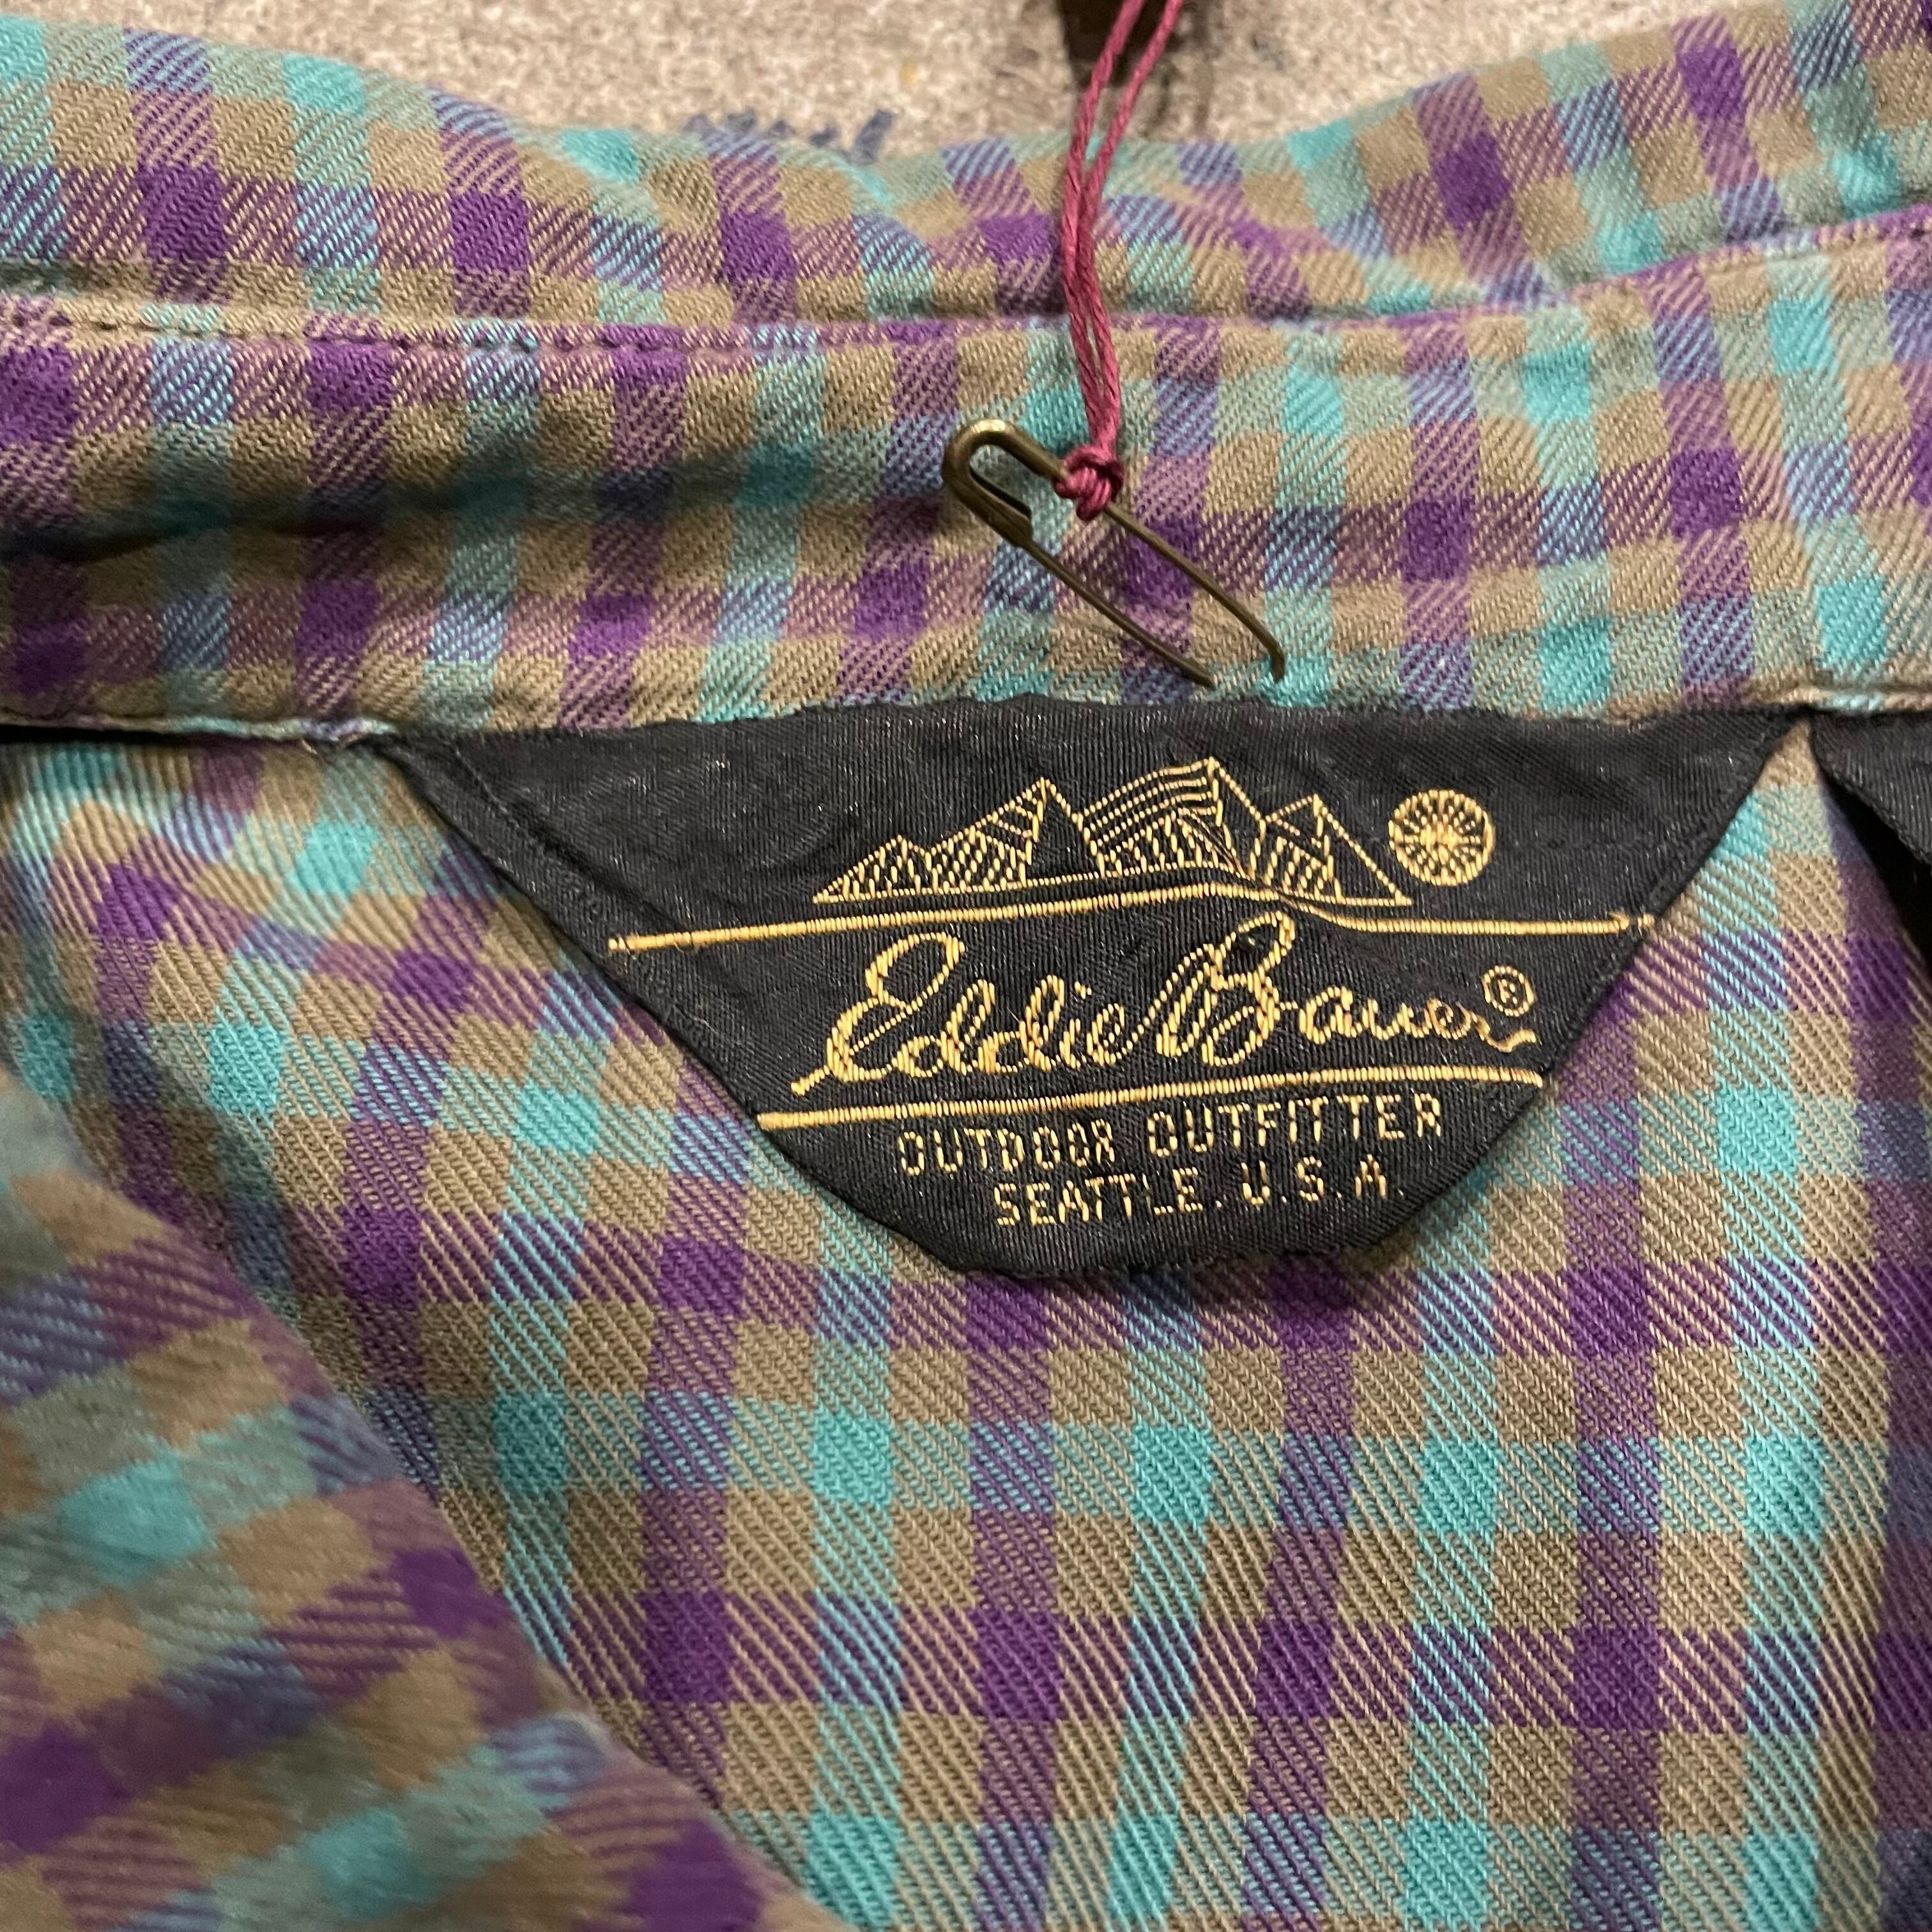 Eddie Bauer®
OUTDOOR OUTFITTER
SEATTLE. U.S.A.